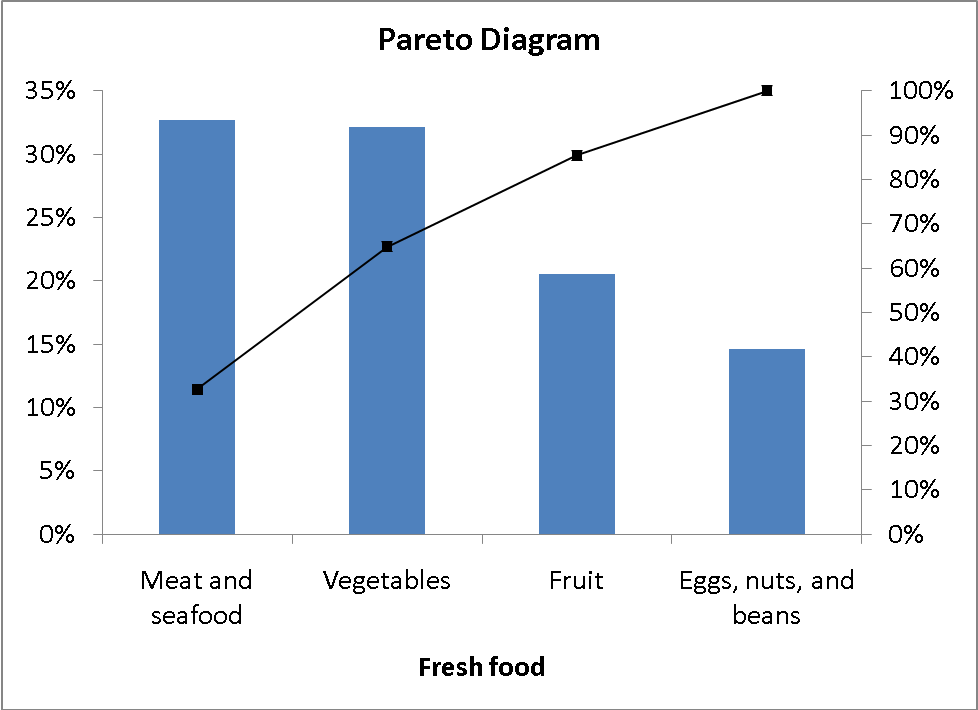 Pareto Diagram
35%
30%
25%
20%
15%
10%
5%
0%
100%
90%
80%
70%
60%
50%
40%
30%
20%
10%
0%
Meat and
seafood
Vegetables
Fruit
Eggs, nuts, and
beans
Fresh food